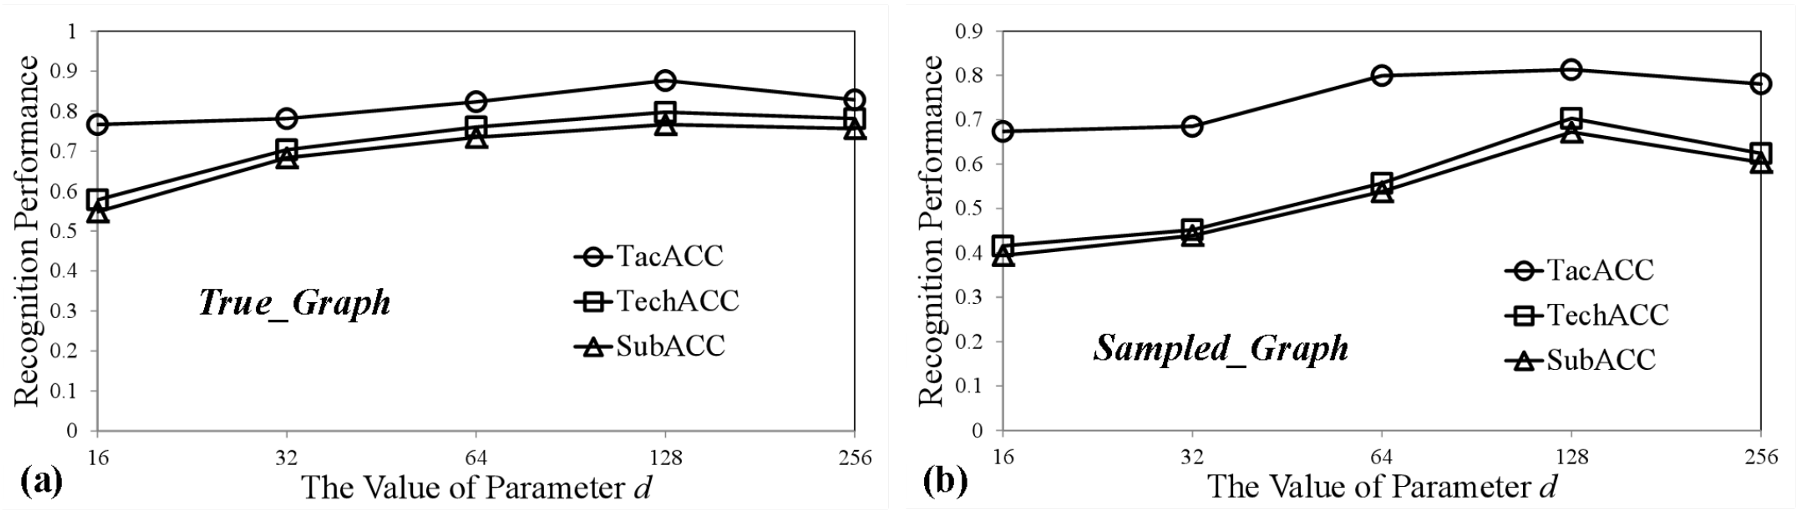 1
0.9
0.8
0.7
0.6
0.5
0.4
0.3
0.2
0.1
0
Recognition Performance
TacACC
TechACC
SubACC
True_Graph
16 32 64 128 256
The Value of Parameter d
(a)
0.9
0.8
0.7
0.6
0.5
0.4
0.3
0.2
0.1
0
Recognition Performance
TacACC
TechACC
SubACC
Sampled_Graph
16 32 64 128 256
The Value of Parameter d
(b)